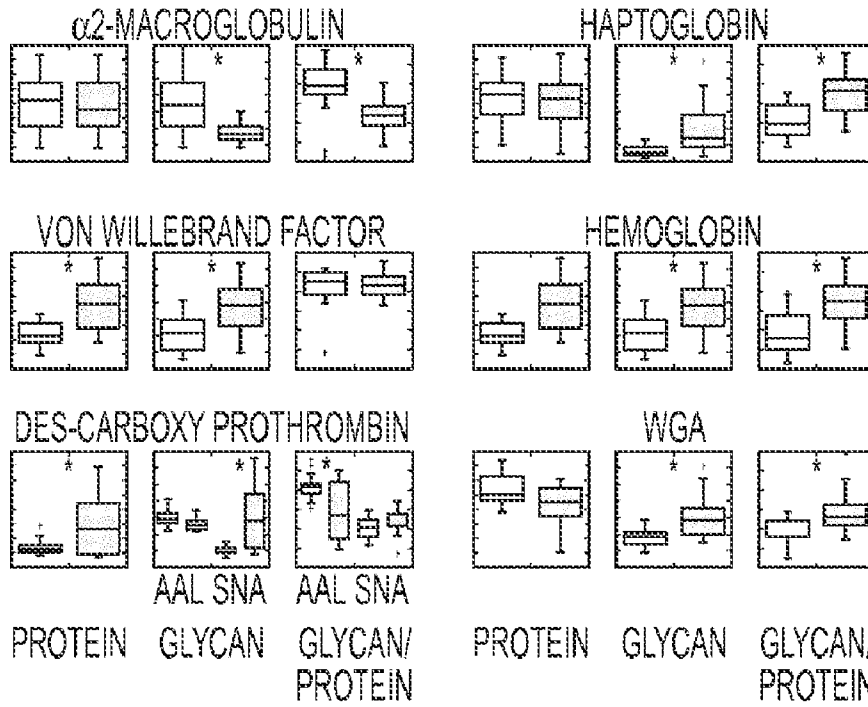 α2-MACROGLOBULIN HAPTOGLOBIN
* * * *
VON WILLEBRAND FACTOR HEMOGLOBIN
* * * *
DES-CARBOXY PROTHROMBIN WGA
* * * * *
AAL SNA AAL SNA
PROTEIN GLYCAN GLYCAN/ PROTEIN GLYCAN GLYCAN/
PROTEIN PROTEIN